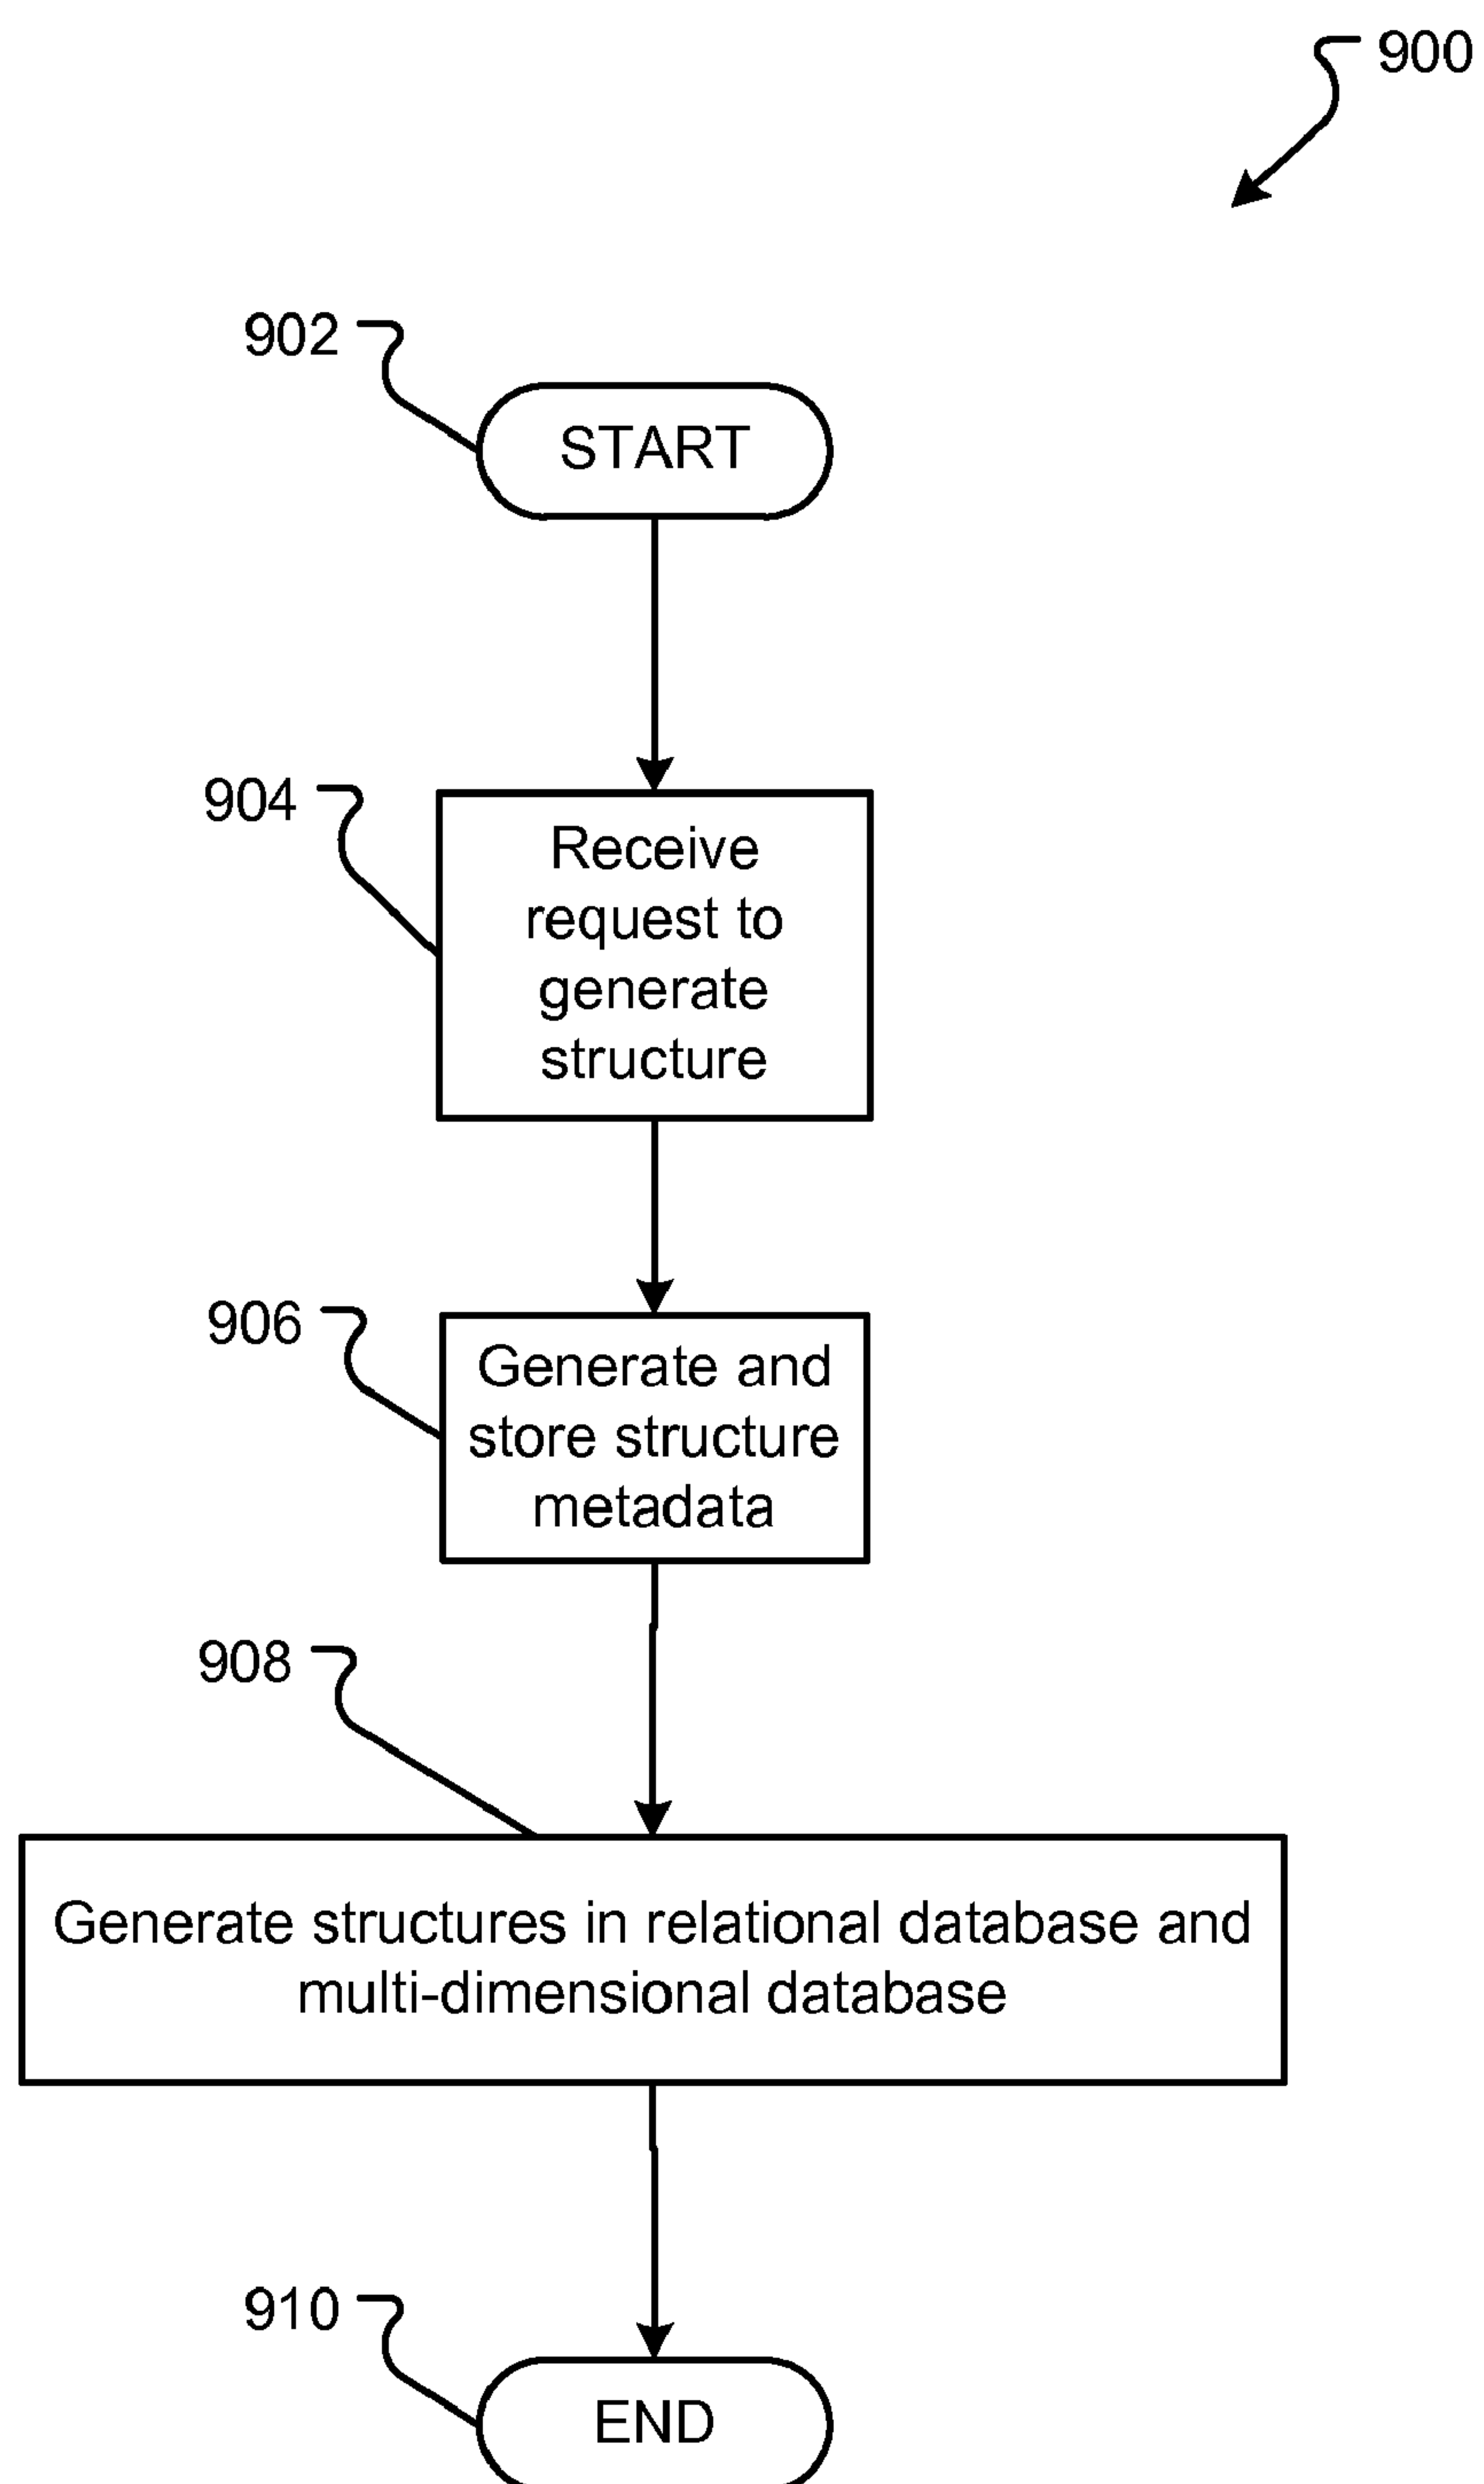 900
902
START
904
Receive
request to
generate
structure
906
Generate and
store structure
metadata
908
Generate structures in relational database and
multi-dimensional database
910
END